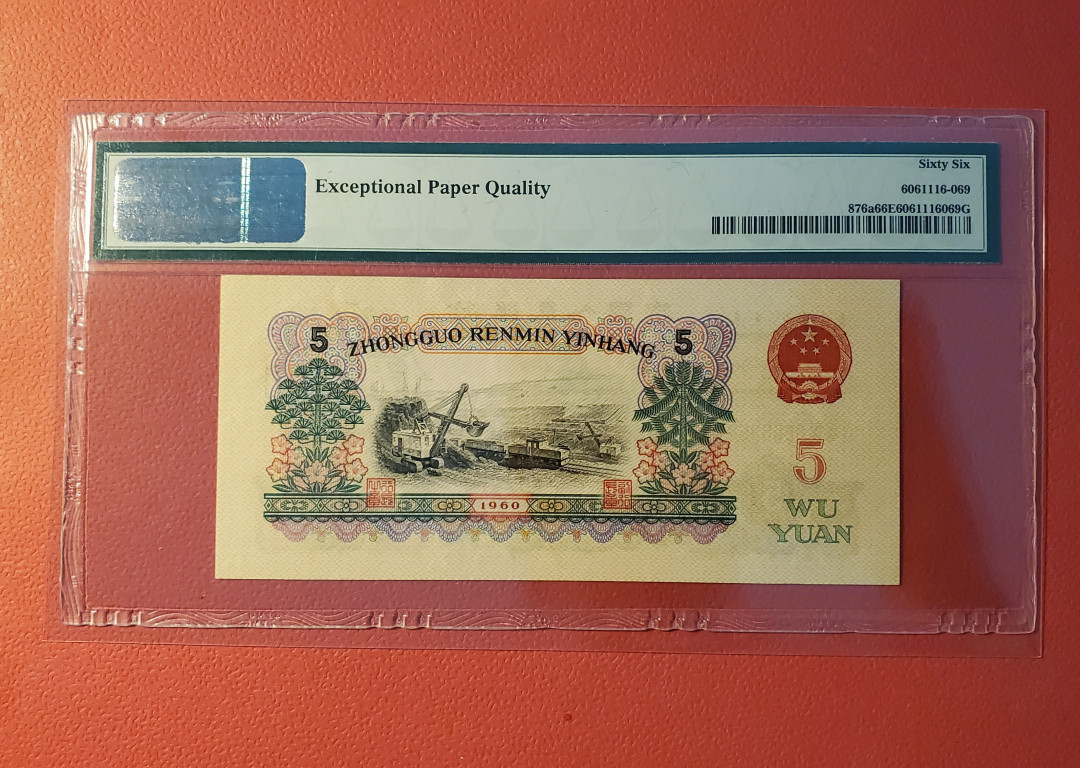 Sixty Six
Exceptional Paper Quality
6061116-069
876a66E6061116069G
5 ZHONGGUO RENMIN YINHANG 5
5
1960
WU
YUAN